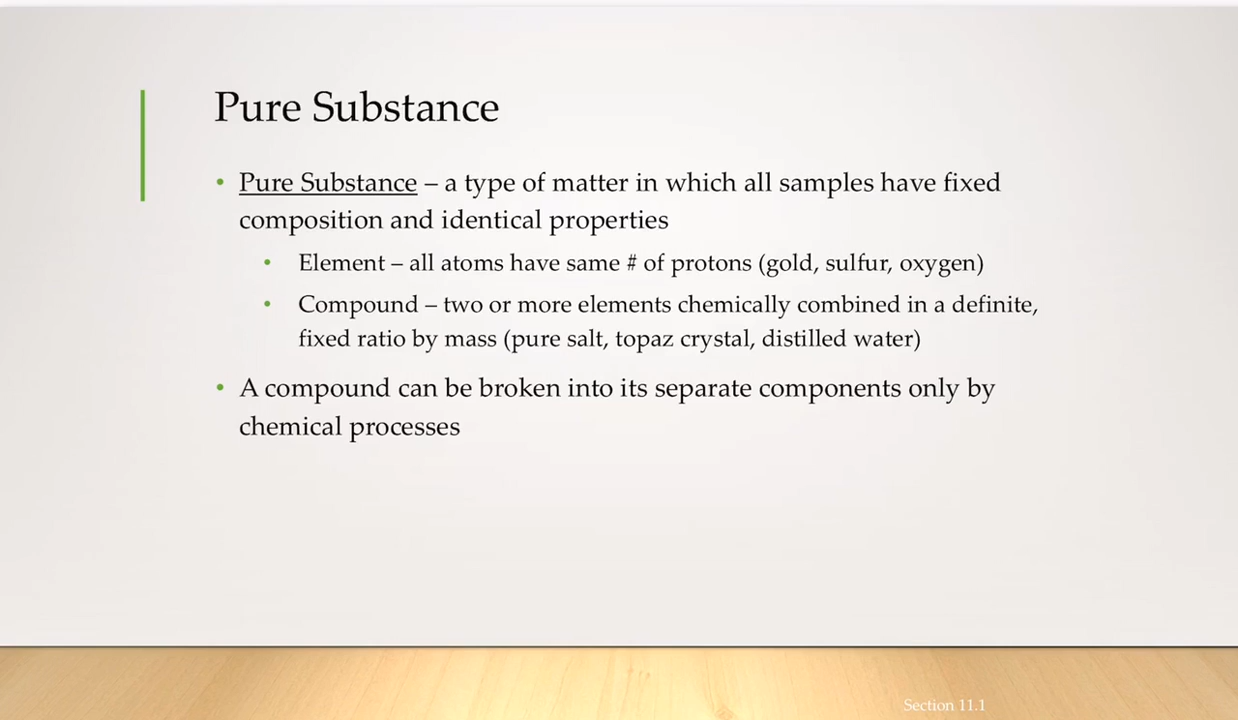 Pure Substance
• Pure Substance – a type of matter in which all samples have fixed
composition and identical properties
• Element – all atoms have same # of protons (gold, sulfur, oxygen)
• Compound – two or more elements chemically combined in a definite,
fixed ratio by mass (pure salt, topaz crystal, distilled water)
• A compound can be broken into its separate components only by
chemical processes
Section 11.1